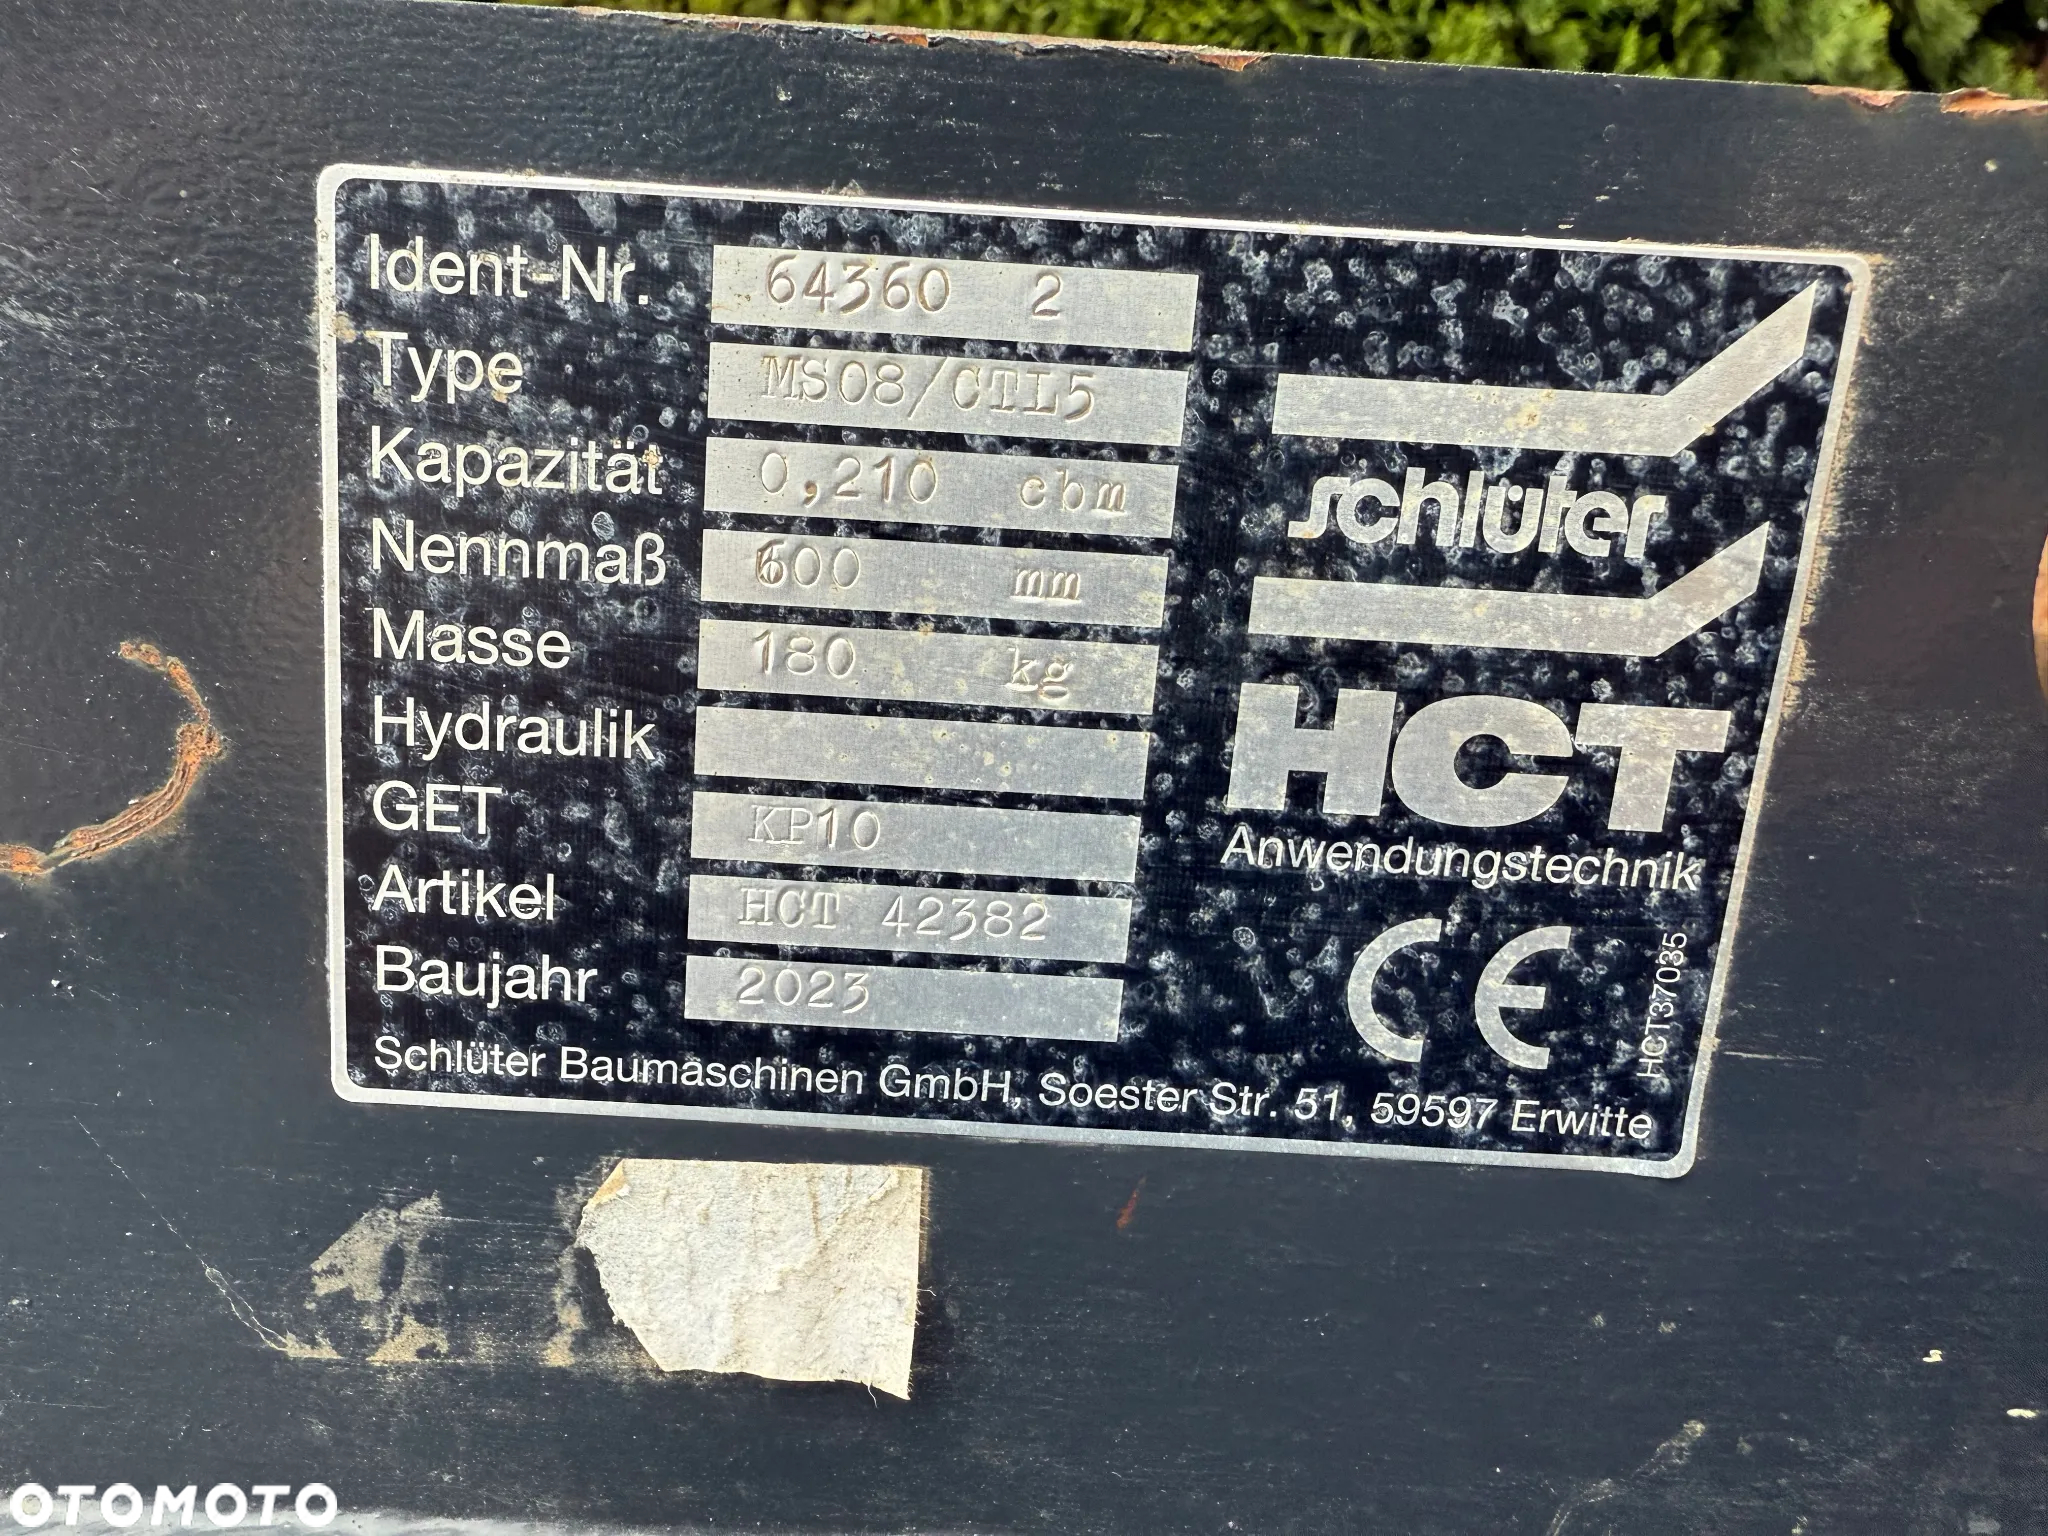 Ident-Nr. 64360 2
Type MS08/CTL5
Kapazität 0,210 cbm
Nennmaß 600 mm
Masse 180 kg
Hydraulik
GET KP10
Artikel HCT 42382
Baujahr 2023
schlüter
HCT
Anwendungstechnik
CE
HCT37035
Schlüter Baumaschinen GmbH, Soester Str. 51, 59597 Erwitte
OTOMOTO